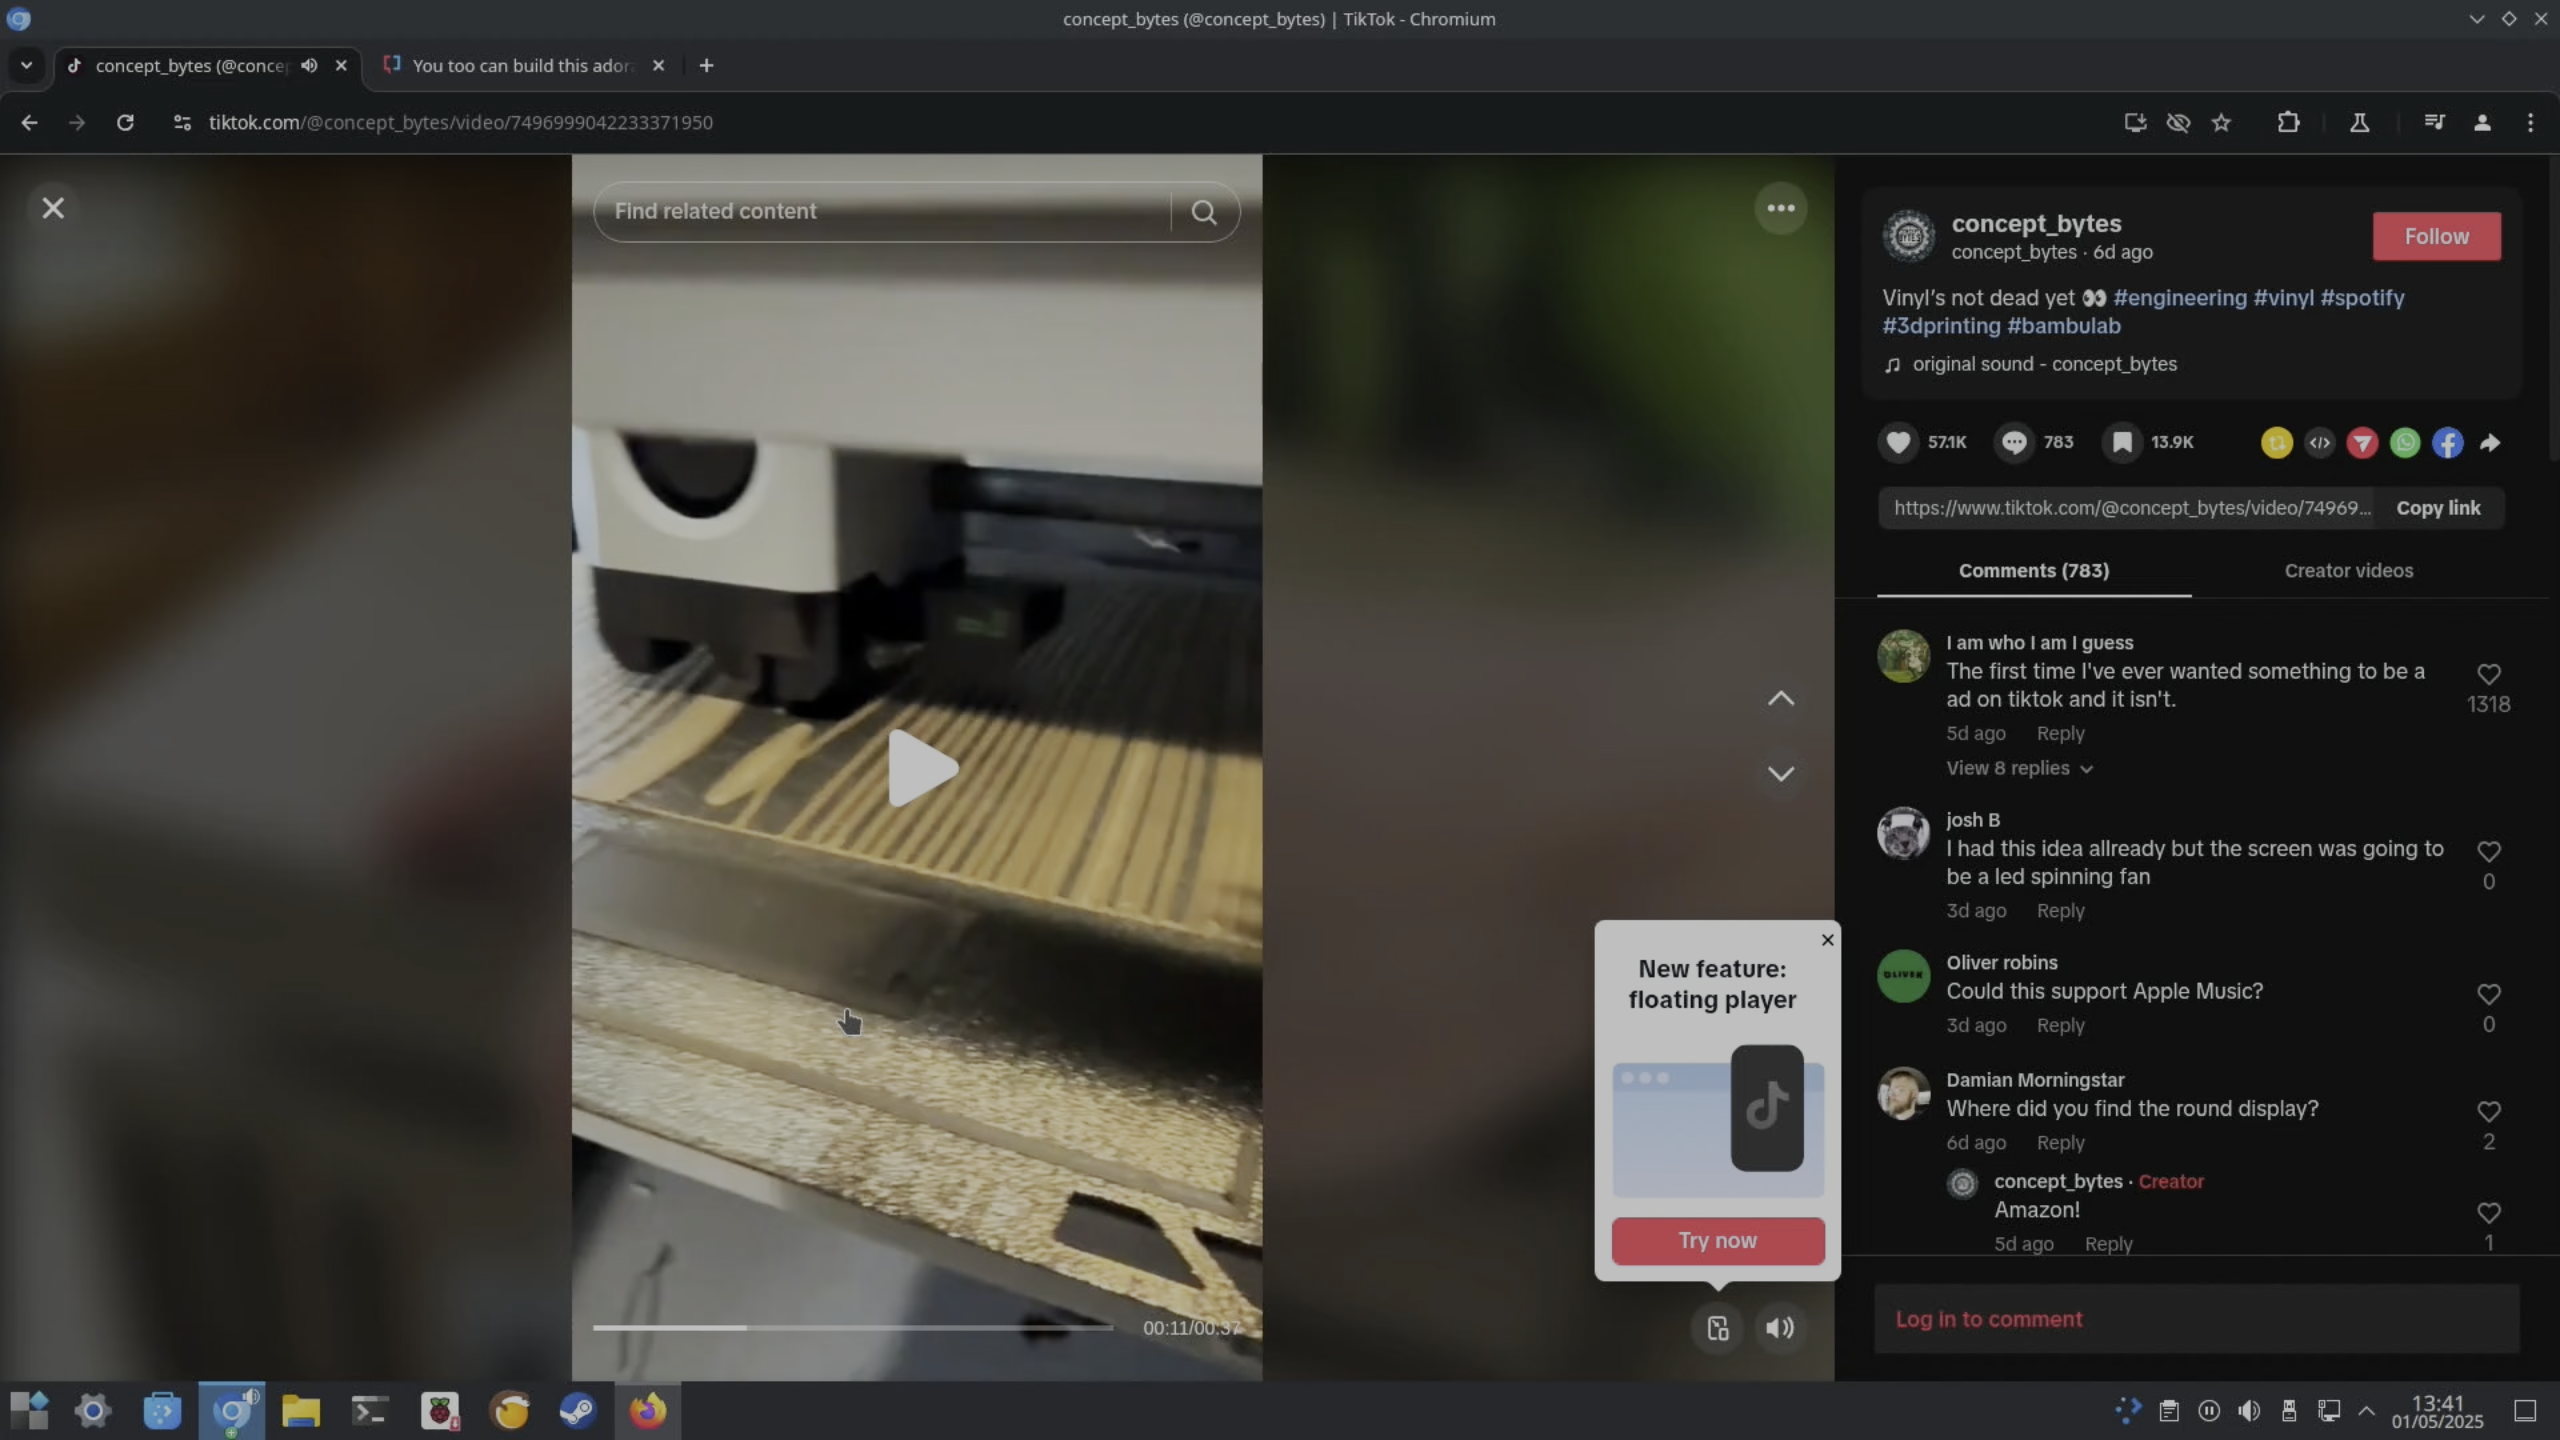 concept_bytes (@concept_bytes) | TikTok - Chromium
concept_bytes (@concep
You too can build this ador
tiktok.com/@concept_bytes/video/7496999042233371950
Find related content
concept_bytes
concept_bytes · 6d ago
Follow
Vinyl’s not dead yet 👀 #engineering #vinyl #spotify
#3dprinting #bambulab
original sound - concept_bytes
57.1K
783
13.9K
https://www.tiktok.com/@concept_bytes/video/74969...
Copy link
Comments (783)
Creator videos
I am who I am I guess
The first time I've ever wanted something to be a
ad on tiktok and it isn't.
1318
5d ago Reply
View 8 replies
josh B
I had this idea allready but the screen was going to
be a led spinning fan
0
3d ago Reply
Oliver robins
Could this support Apple Music?
0
3d ago Reply
Damian Morningstar
Where did you find the round display?
2
6d ago Reply
concept_bytes · Creator
Amazon!
1
5d ago Reply
New feature:
floating player
Try now
00:11/00:37
Log in to comment
13:41
01/05/2025